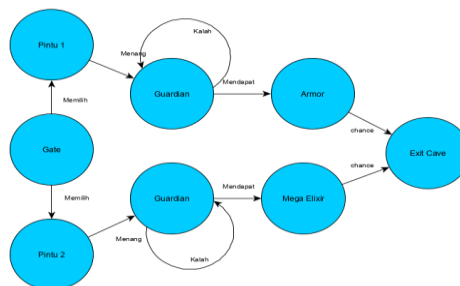 Pintu 1
Menang
Kalah
Guardian
Mendapat
Armor
Memilih
chance
Gate
Exit Cave
chance
Memilih
Guardian
Mendapat
Mega Elixir
Menang
Pintu 2
Kalah